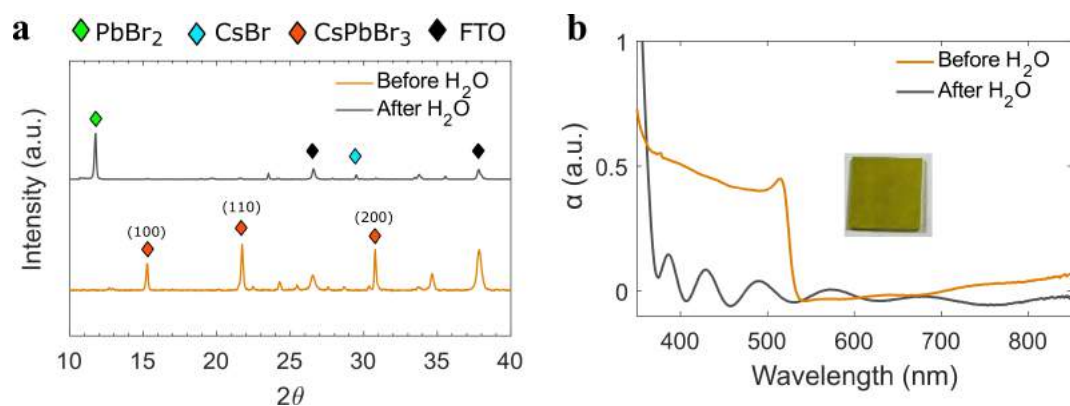 a
PbBr₂ CsBr CsPbBr₃ FTO
Before H₂O
After H₂O
(100)
(110)
(200)
Intensity (a.u.)
10 15 20 25 30 35 40
2θ
b
Before H₂O
After H₂O
1
0.5
0
α (a.u.)
400 500 600 700 800
Wavelength (nm)